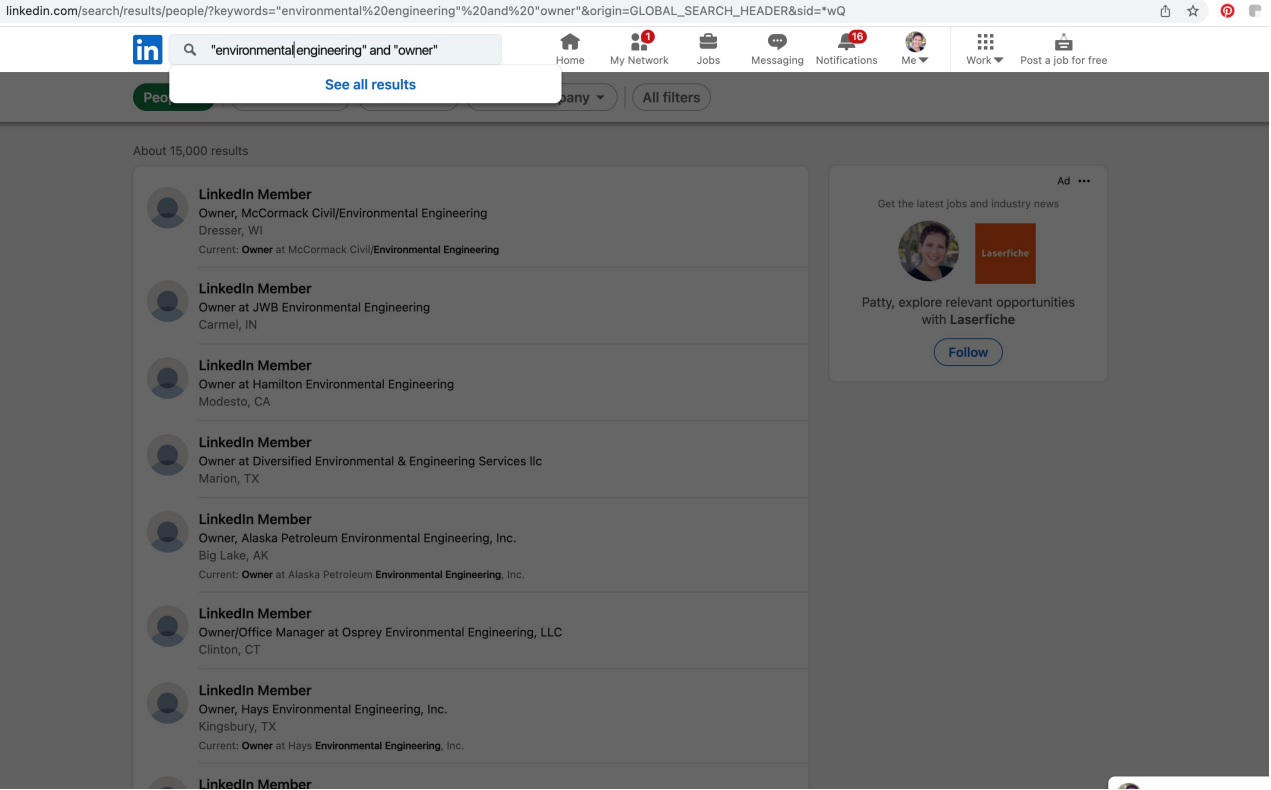 linkedin.com/search/results/people/?keywords="environmental%20engineering"%20and%20"owner"&origin=GLOBAL_SEARCH_HEADER&sid=*wQ
in
"environmental engineering" and "owner"
1
16
Home
My Network
Jobs
Messaging
Notifications
Me
Work
Post a job for free
See all results
All filters
About 15,000 results
LinkedIn Member
Owner, McCormack Civil/Environmental Engineering
Dresser, WI
Current: Owner at McCormack Civil/Environmental Engineering
LinkedIn Member
Owner at JWB Environmental Engineering
Carmel, IN
LinkedIn Member
Owner at Hamilton Environmental Engineering
Modesto, CA
LinkedIn Member
Owner at Diversified Environmental & Engineering Services llc
Marion, TX
LinkedIn Member
Owner, Alaska Petroleum Environmental Engineering, Inc.
Big Lake, AK
Current: Owner at Alaska Petroleum Environmental Engineering, Inc.
LinkedIn Member
Owner/Office Manager at Osprey Environmental Engineering, LLC
Clinton, CT
LinkedIn Member
Owner, Hays Environmental Engineering, Inc.
Kingsbury, TX
Current: Owner at Hays Environmental Engineering, Inc.
LinkedIn Member
Ad
Get the latest jobs and industry news
Laserfiche
Patty, explore relevant opportunities
with Laserfiche
Follow